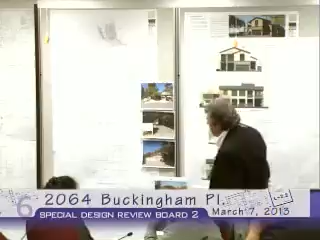 6
2064 Buckingham Pl.
March 7, 2013
SPECIAL DESIGN REVIEW BOARD 2